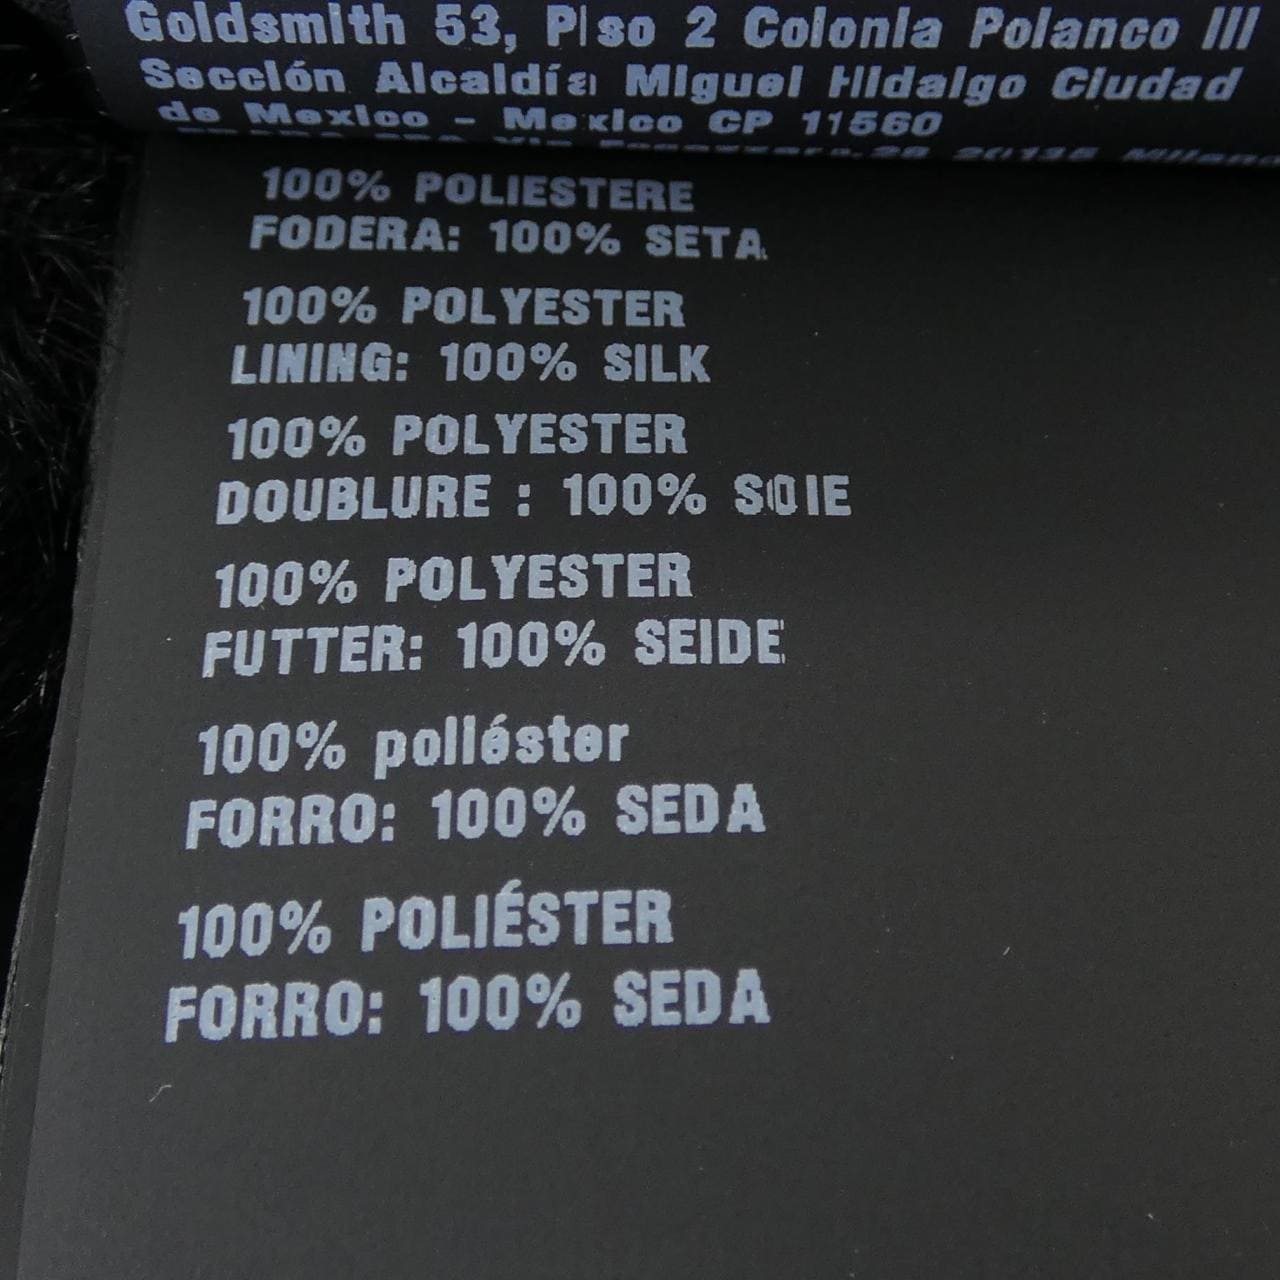 Goldsmith 53, Piso 2 Colonia Polanco III
Sección Alcaldía Miguel Hidalgo Ciudad
de Mexico - Mexico CP 11560
20135 Milano
100% POLIESTERE
FODERA: 100% SETA
100% POLYESTER
LINING: 100% SILK
100% POLYESTER
DOUBLURE : 100% SOIE
100% POLYESTER
FUTTER: 100% SEIDE
100% poliéster
FORRO: 100% SEDA
100% POLIÉSTER
FORRO: 100% SEDA